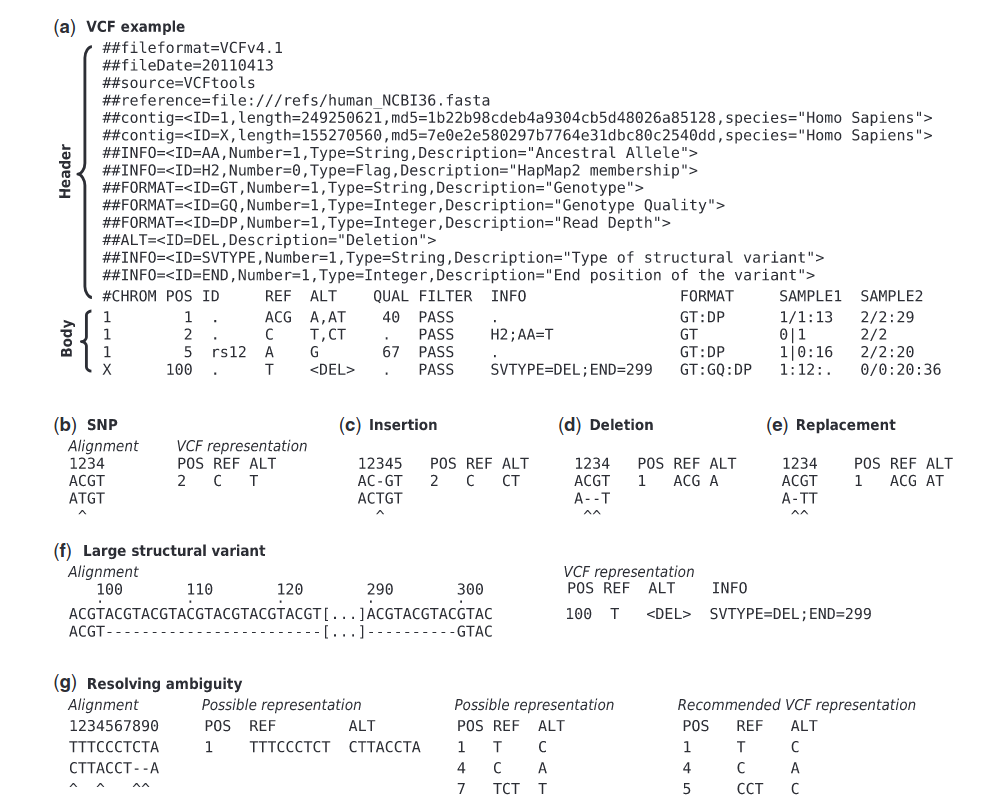 (a) VCF example
##fileformat=VCFv4.1
##fileDate=20110413
##source=VCFtools
##reference=file:///refs/human_NCBI36.fasta
##contig=<ID=1,length=249250621,md5=1b22b98cdeb4a9304cb5d48026a85128,species="Homo Sapiens">
##contig=<ID=X,length=155270560,md5=7e0e2e580297b7764e31dbc80c2540dd,species="Homo Sapiens">
##INFO=<ID=AA,Number=1,Type=String,Description="Ancestral Allele">
##INFO=<ID=H2,Number=0,Type=Flag,Description="HapMap2 membership">
##FORMAT=<ID=GT,Number=1,Type=String,Description="Genotype">
##FORMAT=<ID=GQ,Number=1,Type=Integer,Description="Genotype Quality">
##FORMAT=<ID=DP,Number=1,Type=Integer,Description="Read Depth">
##ALT=<ID=DEL,Description="Deletion">
##INFO=<ID=SVTYPE,Number=1,Type=String,Description="Type of structural variant">
##INFO=<ID=END,Number=1,Type=Integer,Description="End position of the variant">
Header
#CHROM POS ID REF ALT QUAL FILTER INFO FORMAT SAMPLE1 SAMPLE2
1 1 . ACG A,AT 40 PASS . GT:DP 1/1:13 2/2:29
1 2 . C T,CT . PASS H2;AA=T GT 0|1 2/2
1 5 rs12 A G 67 PASS . GT:DP 1|0:16 2/2:20
X 100 . T <DEL> . PASS SVTYPE=DEL;END=299 GT:GQ:DP 1:12:. 0/0:20:36
Body
(b) SNP
Alignment VCF representation
1234 POS REF ALT
ACGT 2 C T
ATGT
^
(c) Insertion
12345 POS REF ALT
AC-GT 2 C CT
ACTGT
^
(d) Deletion
1234 POS REF ALT
ACGT 1 ACG A
A--T
^^
(e) Replacement
1234 POS REF ALT
ACGT 1 ACG AT
A-TT
^^
(f) Large structural variant
Alignment VCF representation
100 110 120 290 300 POS REF ALT INFO
. . . . .
ACGTACGTACGTACGTACGTACGTACGT[...]ACGTACGTACGTAC 100 T <DEL> SVTYPE=DEL;END=299
ACGT------------------------[...]----------GTAC
(g) Resolving ambiguity
Alignment Possible representation Possible representation Recommended VCF representation
1234567890 POS REF ALT POS REF ALT POS REF ALT
TTTCCCTCTA 1 TTTCCCTCT CTTACCTA 1 T C 1 T C
CTTACCT--A 4 C A 4 C A
^ ^ ^^ 7 TCT T 5 CCT C